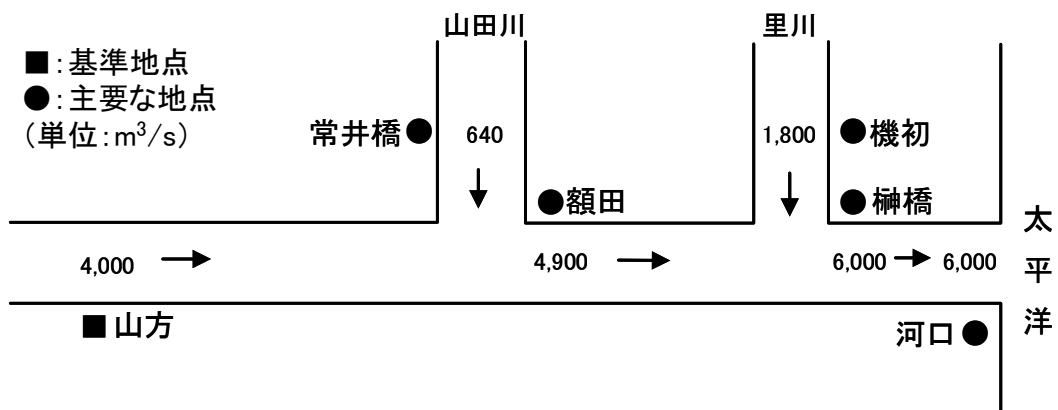 山田川
里川
■:基準地点
●:主要な地点
(単位:m³/s)
常井橋●
640
1,800
●機初
●額田
●榊橋
4,000
4,900
6,000
6,000
太平洋
■山方
河口●